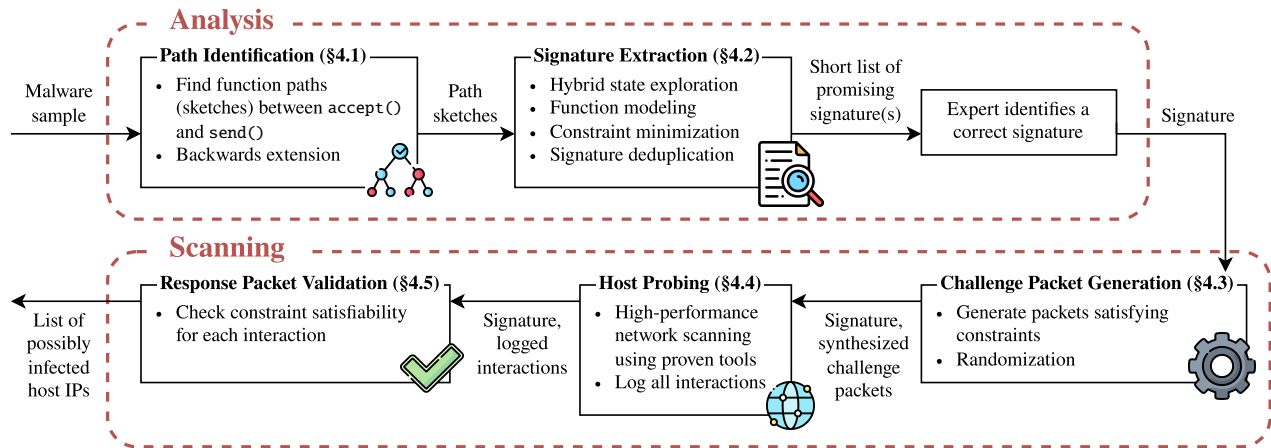 Analysis
Malware
sample
Path Identification (§4.1)
• Find function paths
(sketches) between accept()
and send()
• Backwards extension
Path
sketches
Signature Extraction (§4.2)
• Hybrid state exploration
• Function modeling
• Constraint minimization
• Signature deduplication
Short list of
promising
signature(s)
Expert identifies a
correct signature
Signature
Scanning
Challenge Packet Generation (§4.3)
• Generate packets satisfying
constraints
• Randomization
Signature,
synthesized
challenge
packets
Host Probing (§4.4)
• High-performance
network scanning
using proven tools
• Log all interactions
Signature,
logged
interactions
Response Packet Validation (§4.5)
• Check constraint satisfiability
for each interaction
List of
possibly
infected
host IPs